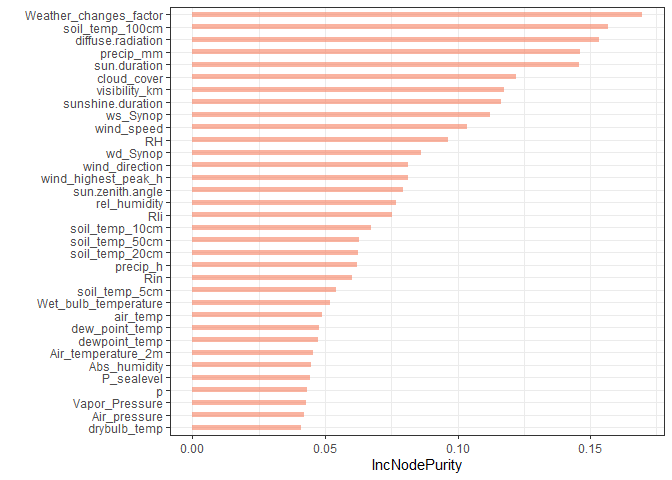 Weather_changes_factor
soil_temp_100cm
diffuse.radiation
precip_mm
sun.duration
cloud_cover
visibility_km
sunshine.duration
ws_Synop
wind_speed
RH
wd_Synop
wind_direction
wind_highest_peak_h
sun.zenith.angle
rel_humidity
Rli
soil_temp_10cm
soil_temp_50cm
soil_temp_20cm
precip_h
Rin
soil_temp_5cm
Wet_bulb_temperature
air_temp
dew_point_temp
dewpoint_temp
Air_temperature_2m
Abs_humidity
P_sealevel
p
Vapor_Pressure
Air_pressure
drybulb_temp
0.00 0.05 0.10 0.15
IncNodePurity